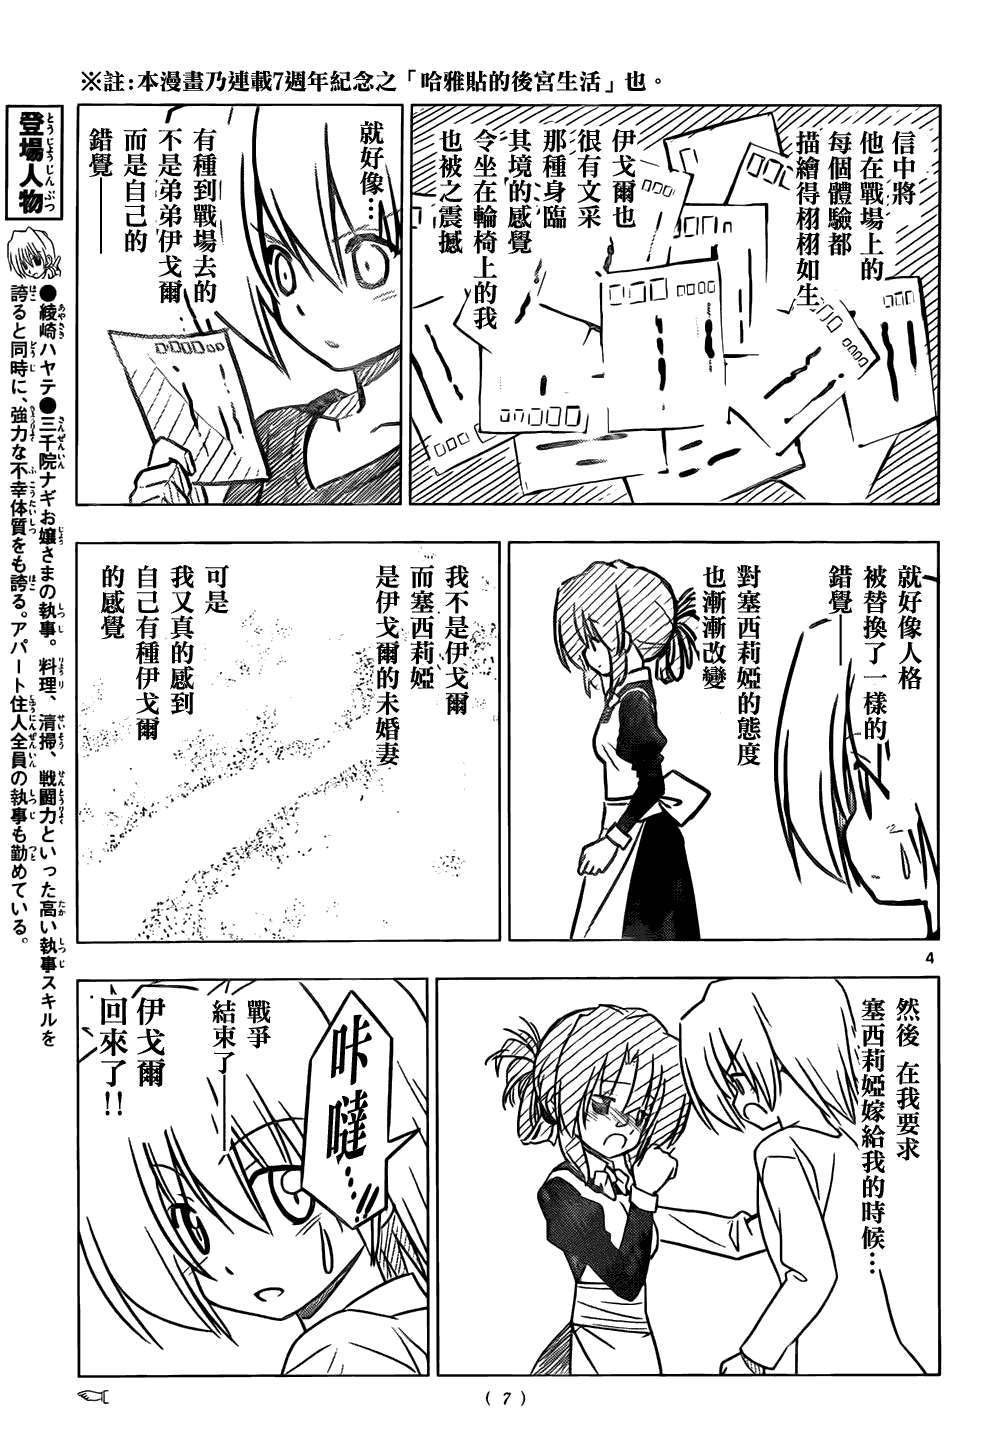 ※註:本漫畫乃連載7週年紀念之「哈雅貼的後宮生活」也。
信中將
他在戰場上的
每個體驗都
描繪得栩栩如生
伊戈爾也
很有文采
那種身臨
其境的感覺
令坐在輪椅上的我
也被之震撼
就好像…
有種到戰場去的
不是弟弟伊戈爾
而是自己的
錯覺——
就好像人格
被替換了一樣的
錯覺——
對塞西莉婭的態度
也漸漸改變
我不是伊戈爾
而塞西莉婭
是伊戈爾的未婚妻
可是
我又真的感到
自己有種伊戈爾
的感覺
4
然後 在我要求
塞西莉婭嫁給我的時候…
咔噠…!!
戰爭
結束了——
伊戈爾
回來了!!
登場人物
とうじょうじんぶつ
●綾崎ハヤテ●三千院ナギお嬢さまの執事。料理、清掃、戦闘力といった高い執事スキルを
誇ると同時に、強力な不幸体質をも誇る。アパート住人全員の執事も勤めている。
(7)